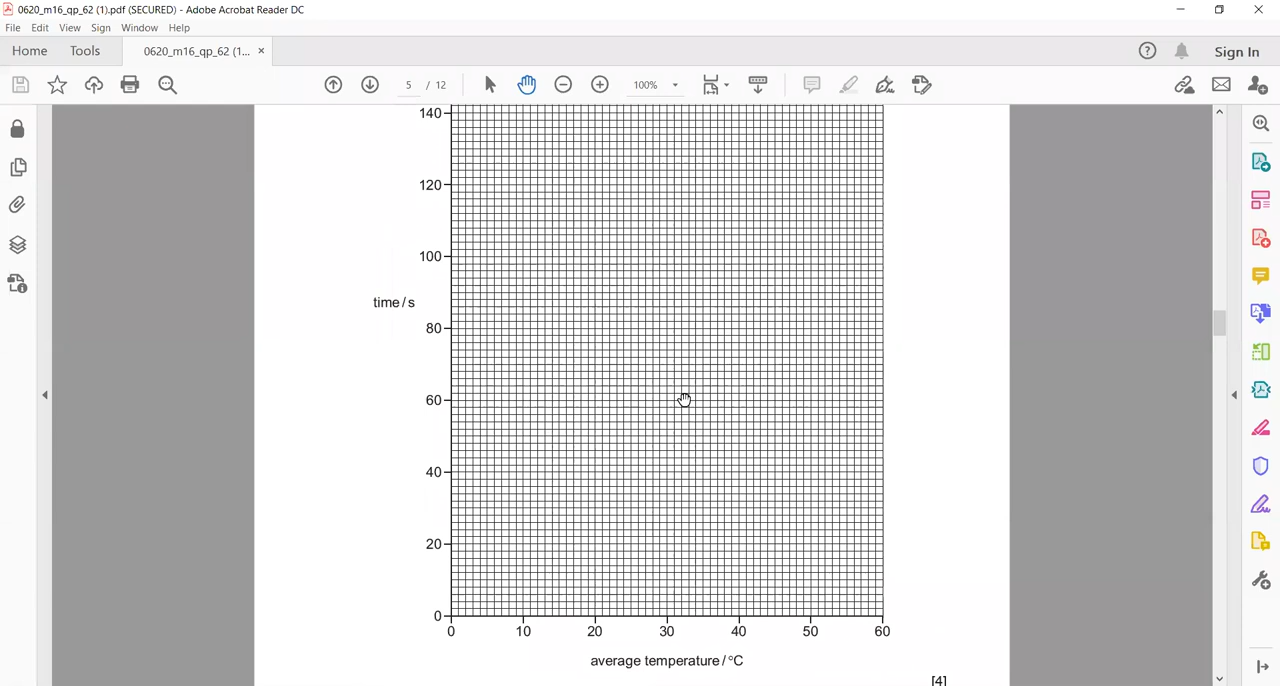 0620_m16_qp_62 (1).pdf (SECURED) - Adobe Acrobat Reader DC
File Edit View Sign Window Help
Home Tools 0620_m16_qp_62 (1... × Sign In
5 / 12 100%
140
120
100
time / s
80
60
40
20
0
0 10 20 30 40 50 60
average temperature / °C
[4]